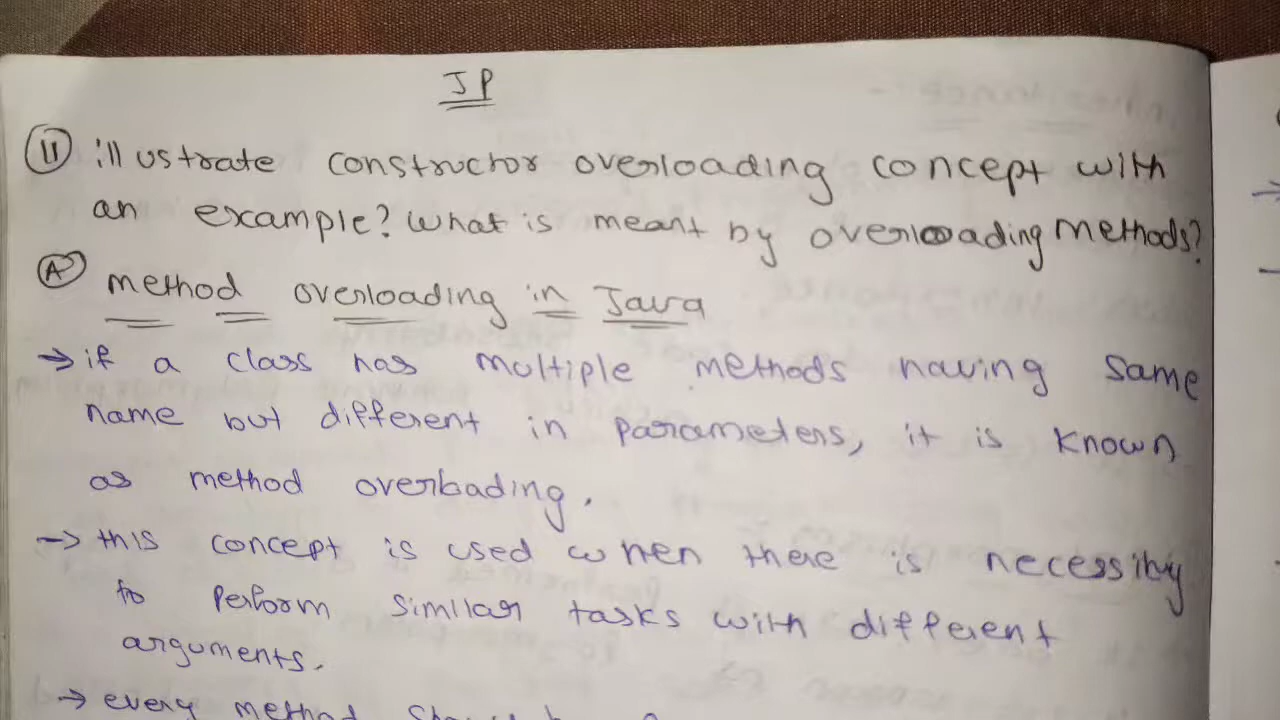 JP
11 illustrate constructor overloading concept with
an example? What is meant by overloading methods?
A method overloading in Java
→ if a class has multiple methods having same
name but different in parameters, it is known
as method overloading.
→ this concept is used when there is necessity
to perform similar tasks with different
arguments.
→ every method